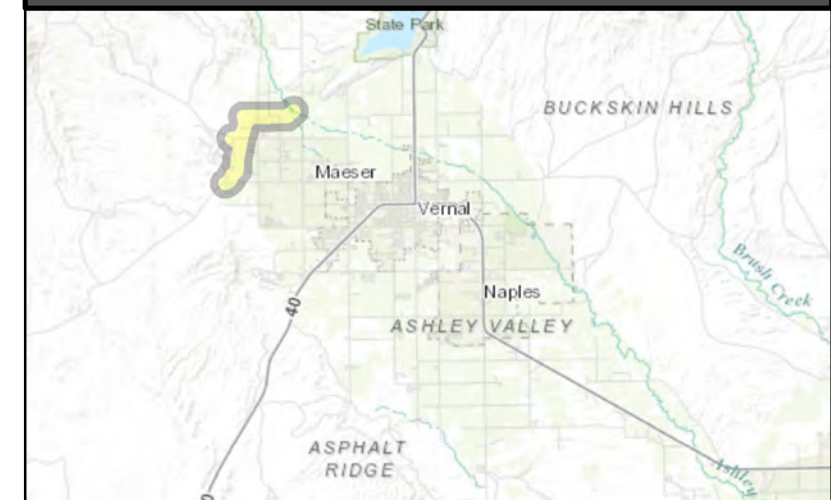 State Park
BUCKSKIN HILLS
Maeser
Vernal
Brush Creek
Naples
40
ASHLEY VALLEY
ASPHALT
RIDGE
Ashley